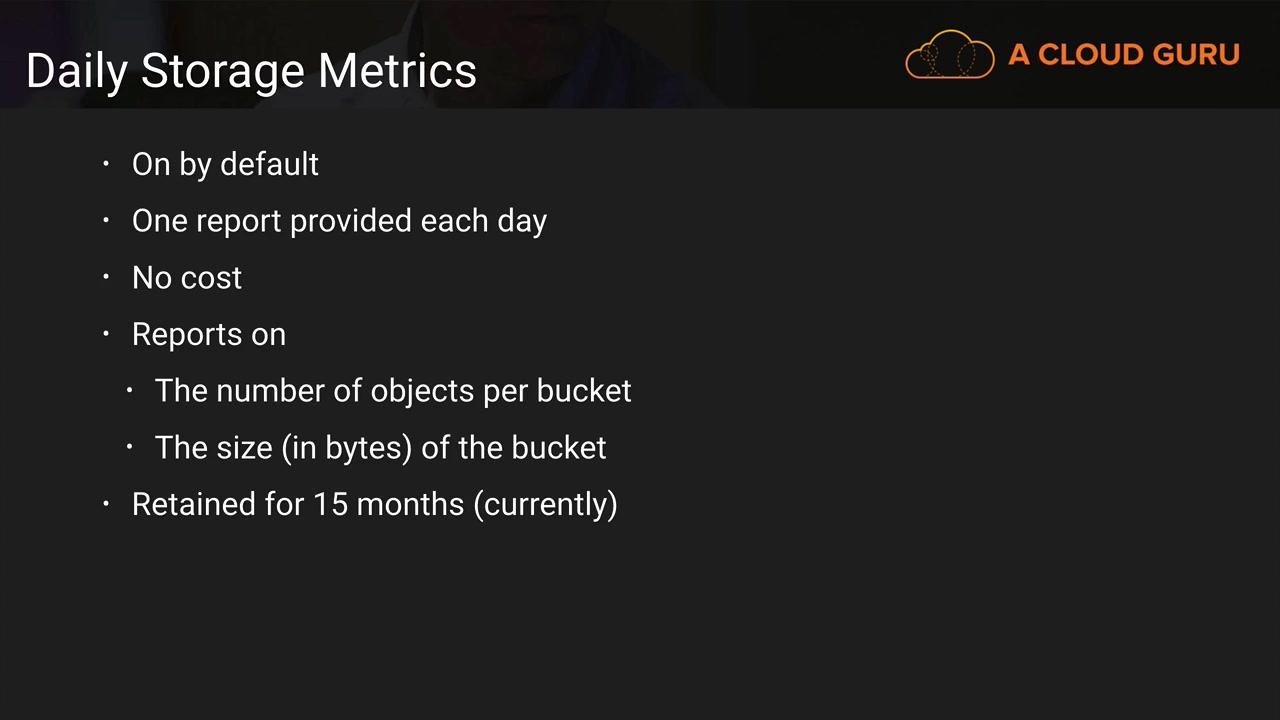 Daily Storage Metrics
A CLOUD GURU
• On by default
• One report provided each day
• No cost
• Reports on
• The number of objects per bucket
• The size (in bytes) of the bucket
• Retained for 15 months (currently)